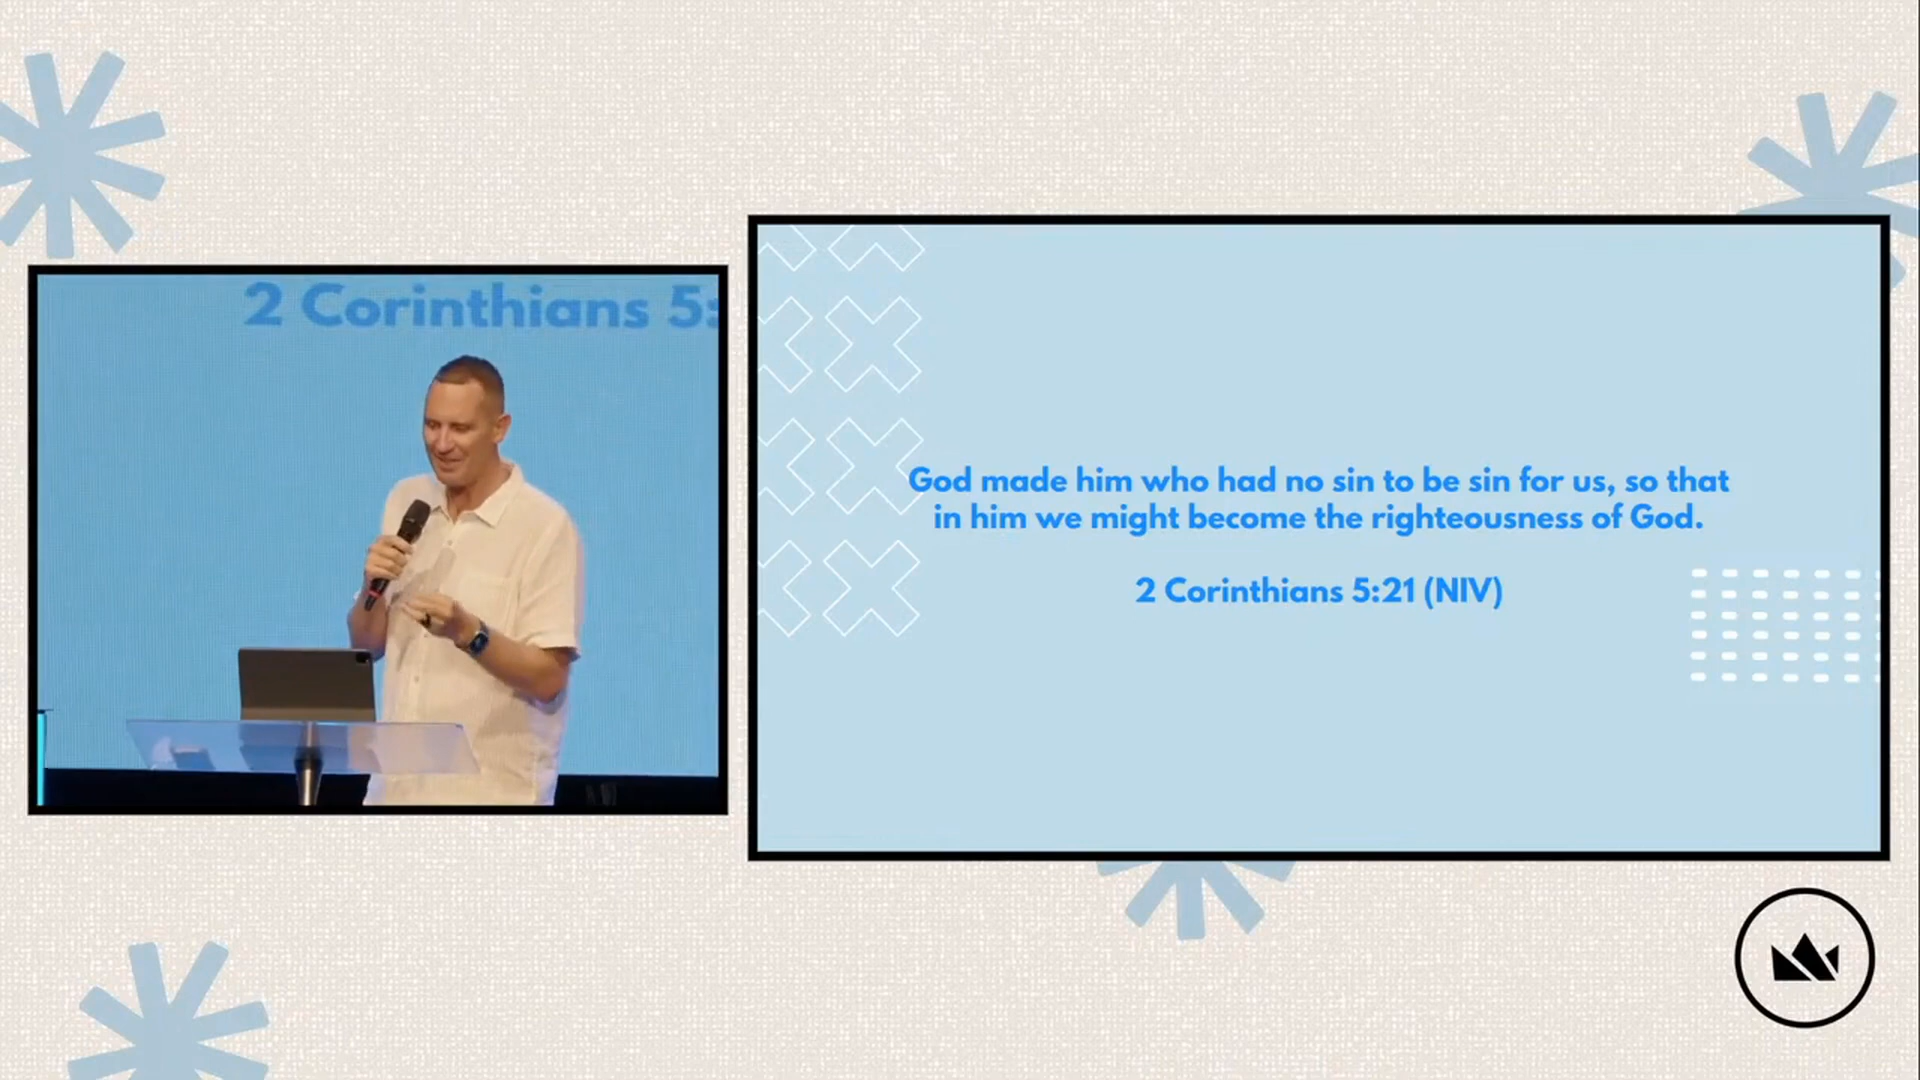 2 Corinthians 5:
God made him who had no sin to be sin for us, so that
in him we might become the righteousness of God.
2 Corinthians 5:21 (NIV)